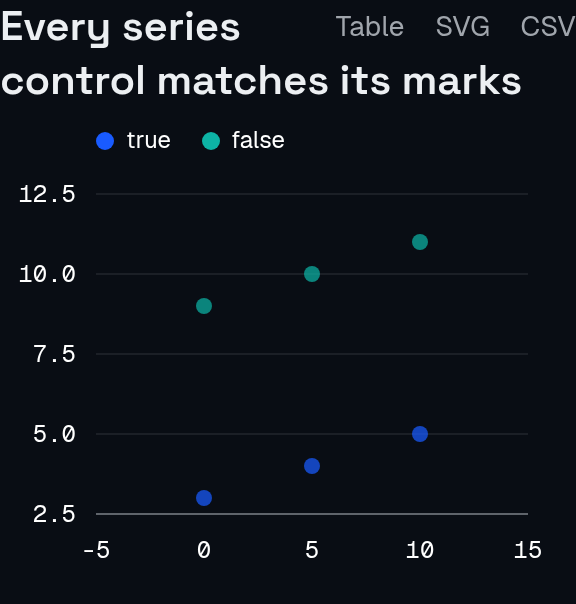 Every series
Table SVG CSV
control matches its marks
true false
12.5
10.0
7.5
5.0
2.5
-5 0 5 10 15